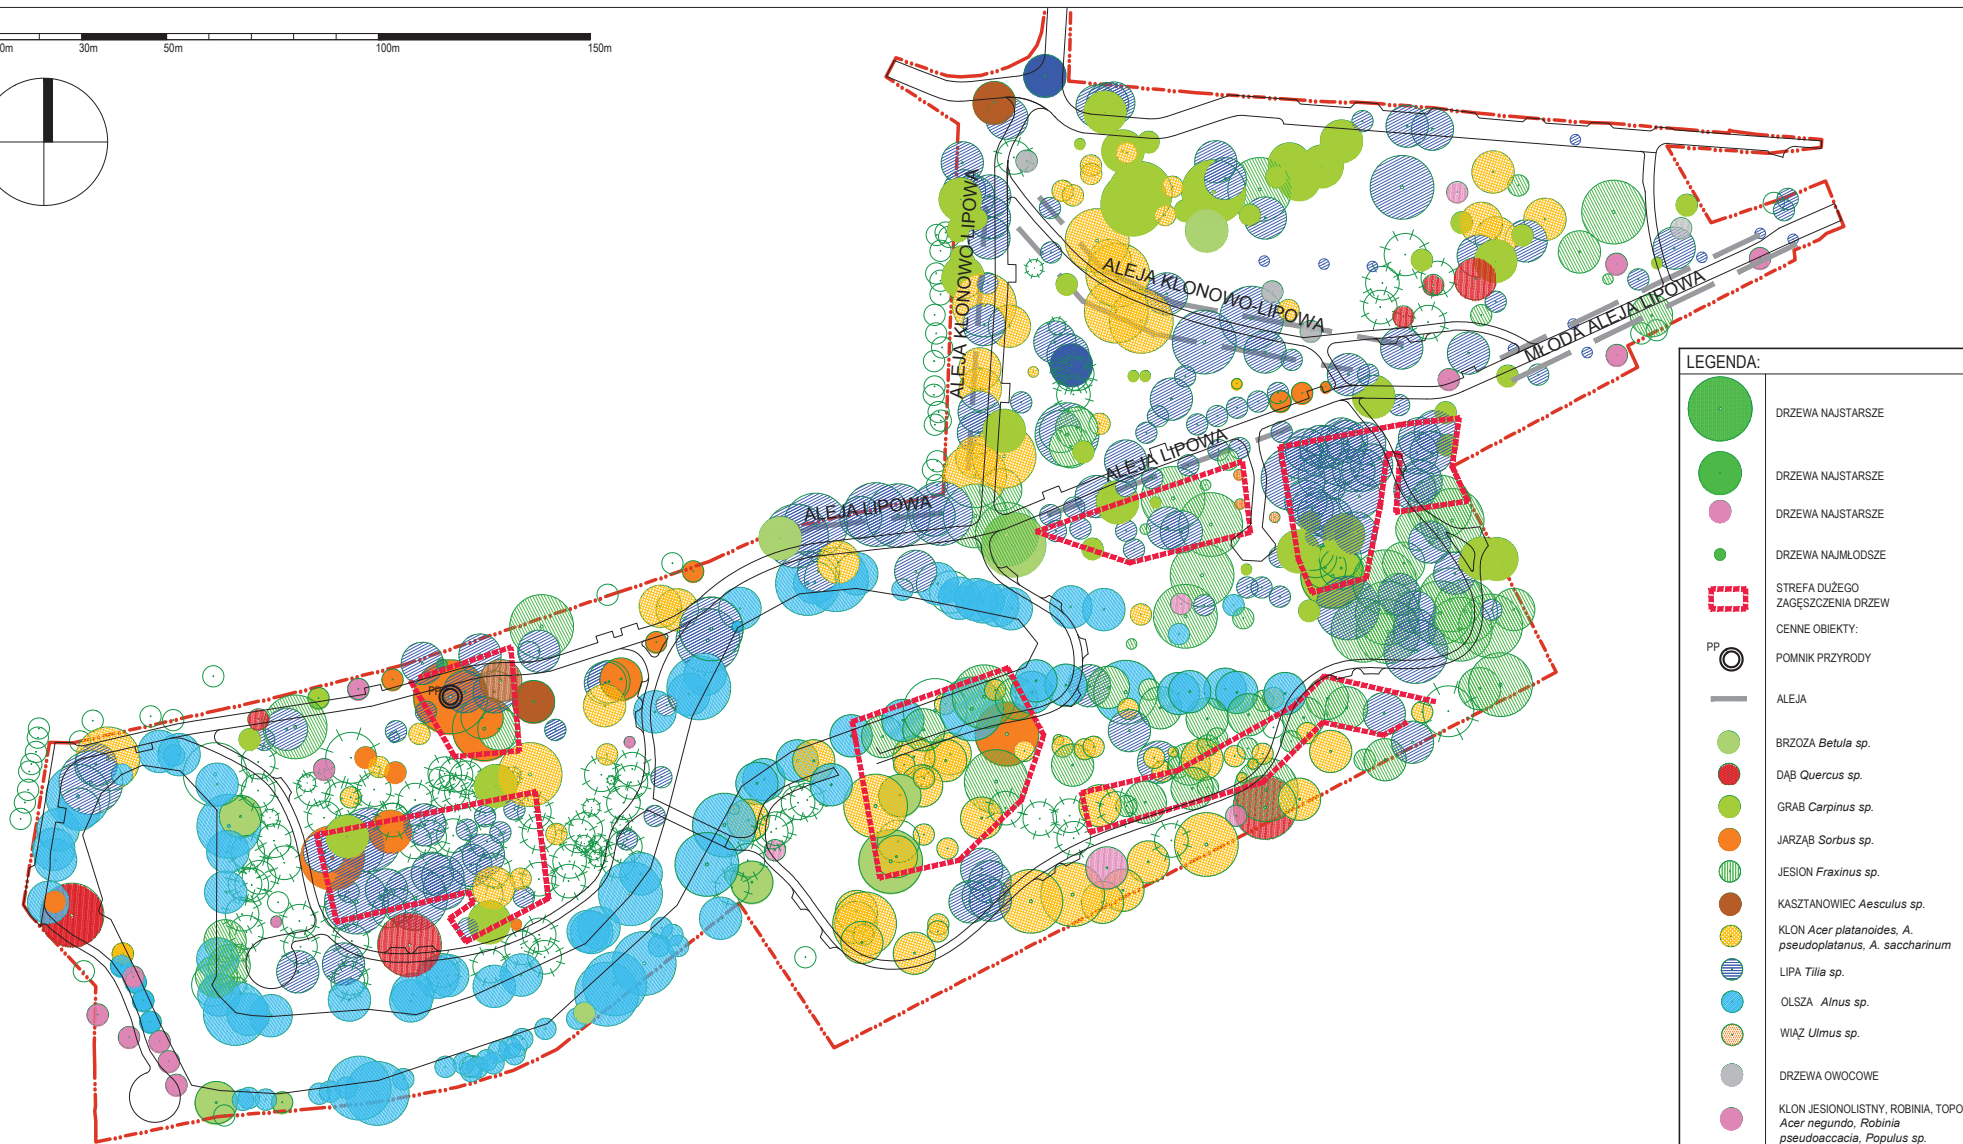 0m 30m 50m 100m 150m
ALEJA KLONOWO-LIPOWA
ALEJA KLONOWO-LIPOWA
MŁODA ALEJA LIPOWA
ALEJA LIPOWA
ALEJA LIPOWA
PP
LEGENDA:
DRZEWA NAJSTARSZE
DRZEWA NAJSTARSZE
DRZEWA NAJSTARSZE
DRZEWA NAJMŁODSZE
STREFA DUŻEGO
ZAGĘSZCZENIA DRZEW
CENNE OBIEKTY:
PP
POMNIK PRZYRODY
ALEJA
BRZOZA Betula sp.
DĄB Quercus sp.
GRAB Carpinus sp.
JARZĄB Sorbus sp.
JESION Fraxinus sp.
KASZTANOWIEC Aesculus sp.
KLON Acer platanoides, A.
pseudoplatanus, A. saccharinum
LIPA Tilia sp.
OLSZA Alnus sp.
WIĄZ Ulmus sp.
DRZEWA OWOCOWE
KLON JESIONOLISTNY, ROBINIA, TOPO
Acer negundo, Robinia
pseudoaccacia, Populus sp.